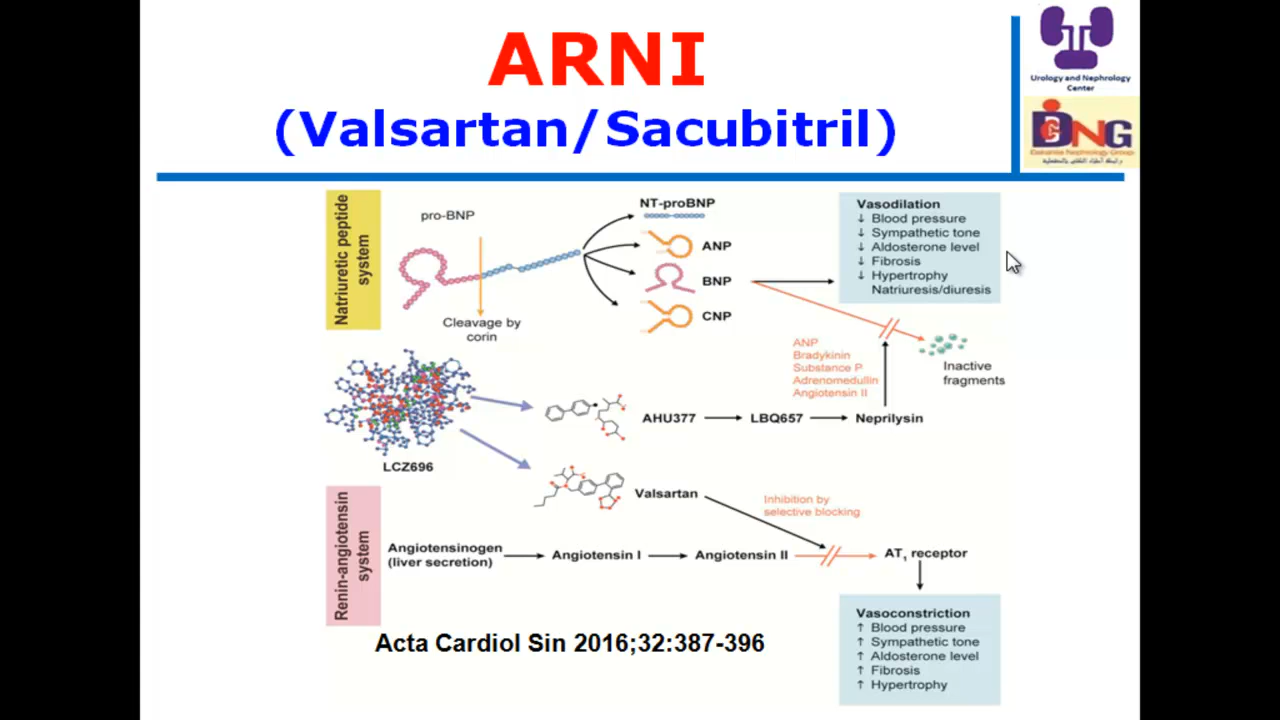 ARNI
(Valsartan/Sacubitril)
Urology and Nephrology
Center
DNG
Natriuretic peptide
system
pro-BNP
Cleavage by
corin
NT-proBNP
ANP
BNP
CNP
Vasodilation
↓ Blood pressure
↓ Sympathetic tone
↓ Aldosterone level
↓ Fibrosis
↓ Hypertrophy
Natriuresis/diuresis
ANP
Bradykinin
Substance P
Adrenomedullin
Angiotensin II
Inactive
fragments
LCZ696
AHU377
LBQ657
Neprilysin
Valsartan
Inhibition by
selective blocking
Renin-angiotensin
system
Angiotensinogen
(liver secretion)
Angiotensin I
Angiotensin II
AT1 receptor
Vasoconstriction
↑ Blood pressure
↑ Sympathetic tone
↑ Aldosterone level
↑ Fibrosis
↑ Hypertrophy
Acta Cardiol Sin 2016;32:387-396